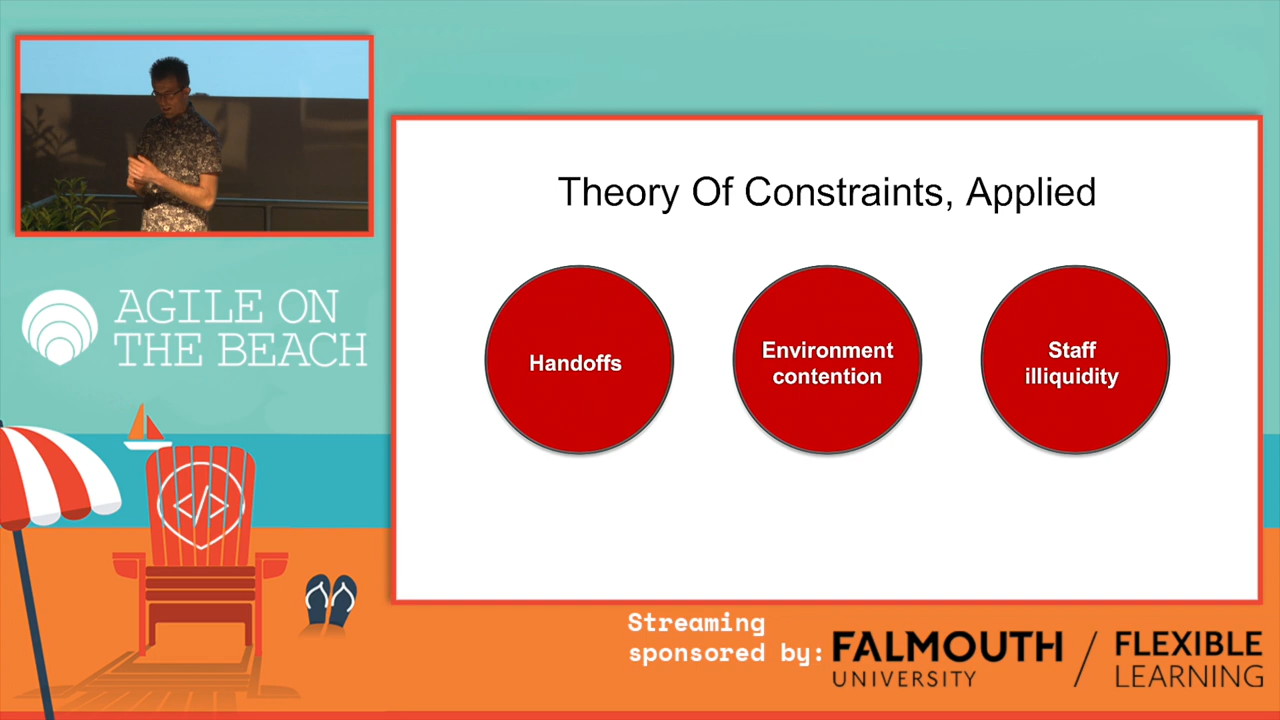 Theory Of Constraints, Applied
Handoffs
Environment
contention
Staff
illiquidity
AGILE ON
THE BEACH
</>
Streaming
sponsored by:
FALMOUTH
UNIVERSITY
/
FLEXIBLE
LEARNING